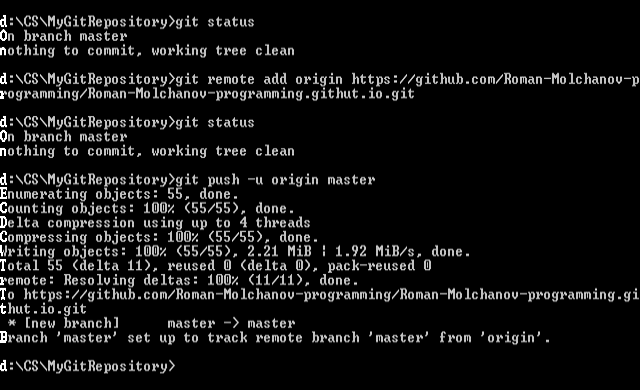 d:\CS\MyGitRepository>git status
On branch master
nothing to commit, working tree clean
d:\CS\MyGitRepository>git remote add origin https://github.com/Roman-Molchanov-p
rogramming/Roman-Molchanov-programming.githut.io.git
d:\CS\MyGitRepository>git status
On branch master
nothing to commit, working tree clean
d:\CS\MyGitRepository>git push -u origin master
Enumerating objects: 55, done.
Counting objects: 100% (55/55), done.
Delta compression using up to 4 threads
Compressing objects: 100% (55/55), done.
Writing objects: 100% (55/55), 2.21 MiB | 1.92 MiB/s, done.
Total 55 (delta 11), reused 0 (delta 0), pack-reused 0
remote: Resolving deltas: 100% (11/11), done.
To https://github.com/Roman-Molchanov-programming/Roman-Molchanov-programming.gi
thut.io.git
 * [new branch]      master -> master
Branch 'master' set up to track remote branch 'master' from 'origin'.
d:\CS\MyGitRepository>